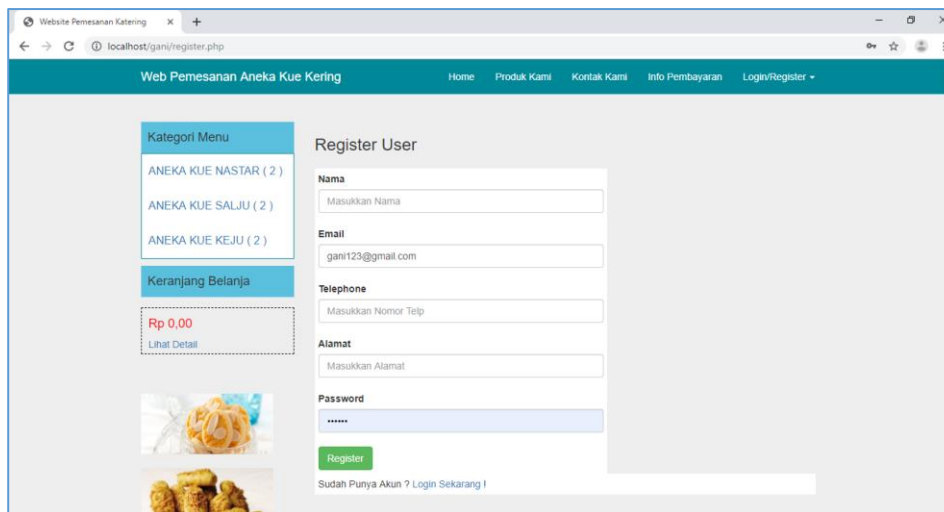 Website Pemesanan Katering
localhost/gani/register.php
Web Pemesanan Aneka Kue Kering
Home
Produk Kami
Kontak Kami
Info Pembayaran
Login/Register
Kategori Menu
ANEKA KUE NASTAR ( 2 )
ANEKA KUE SALJU ( 2 )
ANEKA KUE KEJU ( 2 )
Keranjang Belanja
Rp 0,00
Lihat Detail
Register User
Nama
Masukkan Nama
Email
gani123@gmail.com
Telephone
Masukkan Nomor Telp
Alamat
Masukkan Alamat
Password
••••••
Register
Sudah Punya Akun ? Login Sekarang !